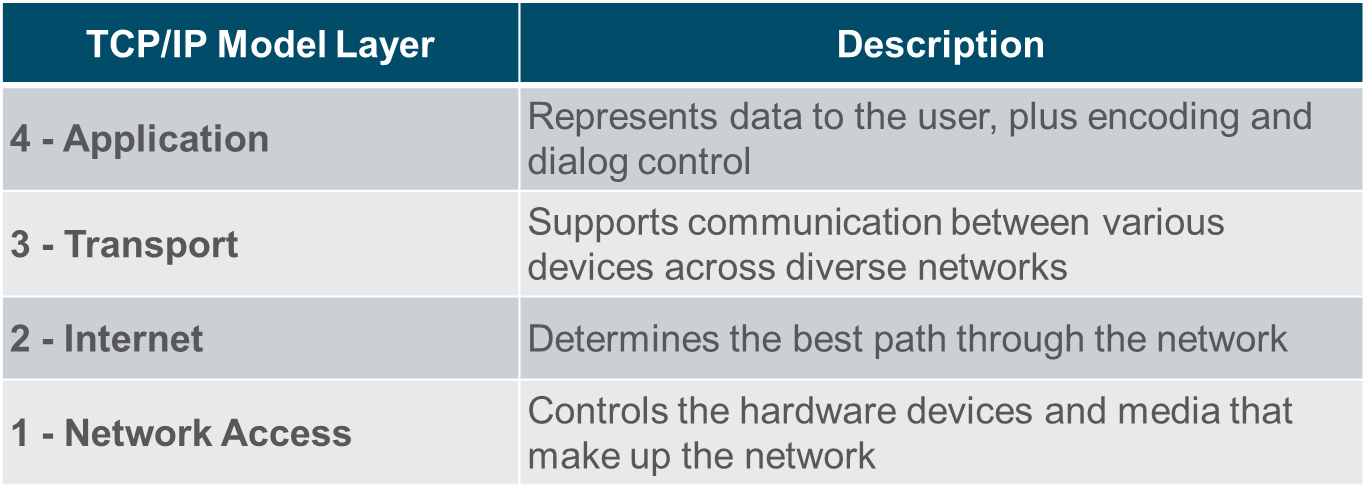 TCP/IP Model Layer
Description
4 - Application
Represents data to the user, plus encoding and
dialog control
3 - Transport
Supports communication between various
devices across diverse networks
2 - Internet
Determines the best path through the network
1 - Network Access
Controls the hardware devices and media that
make up the network